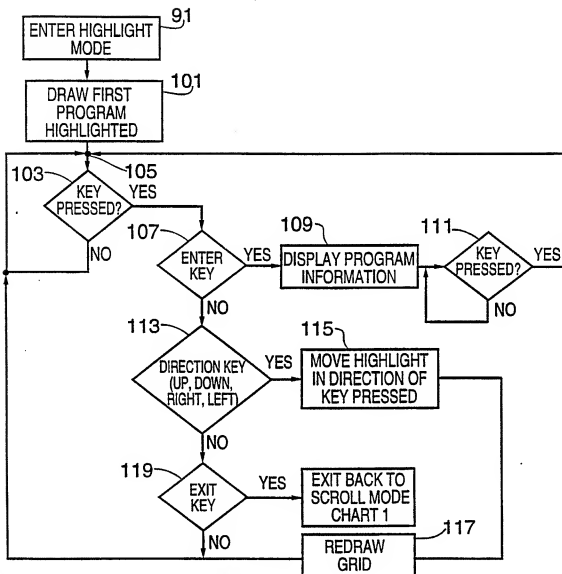 91
ENTER HIGHLIGHT
MODE
101
DRAW FIRST
PROGRAM
HIGHLIGHTED
105
103
KEY
PRESSED?
YES
NO
107
ENTER
KEY
YES
NO
109
DISPLAY PROGRAM
INFORMATION
111
KEY
PRESSED?
YES
NO
113
DIRECTION KEY
(UP, DOWN,
RIGHT, LEFT)
YES
NO
115
MOVE HIGHLIGHT
IN DIRECTION OF
KEY PRESSED
119
EXIT
KEY
YES
NO
EXIT BACK TO
SCROLL MODE
CHART 1
117
REDRAW
GRID